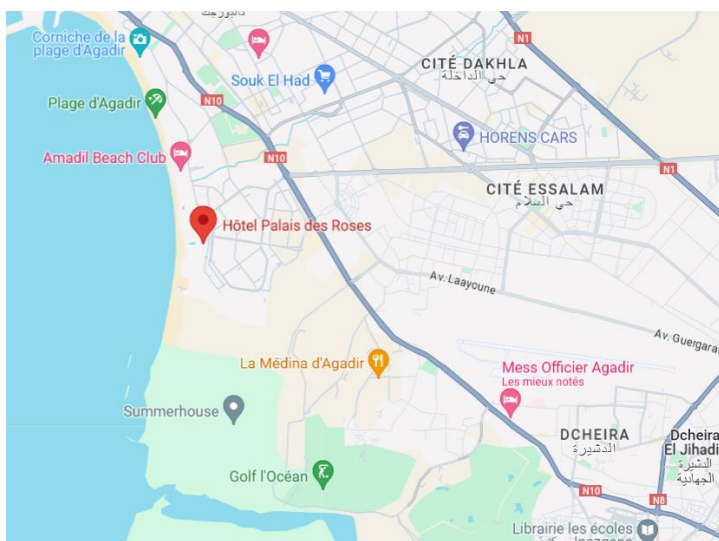 Corniche de la
plage d'Agadir
N1
CITÉ DAKHLA
حي الداخلة
Souk El Had
N10
Plage d'Agadir
HORENS CARS
Amadil Beach Club
N10
N1
CITÉ ESSALAM
حي السلام
Hôtel Palais des Roses
Av. Laayoune
Av. Guergarat
La Médina d'Agadir
Mess Officier Agadir
Les mieux notés
Summerhouse
DCHEIRA
الدشيرة
Dcheira
El Jihadi
الدشيرة
الجهادية
Golf l'Océan
N10
N8
Librairie les écoles